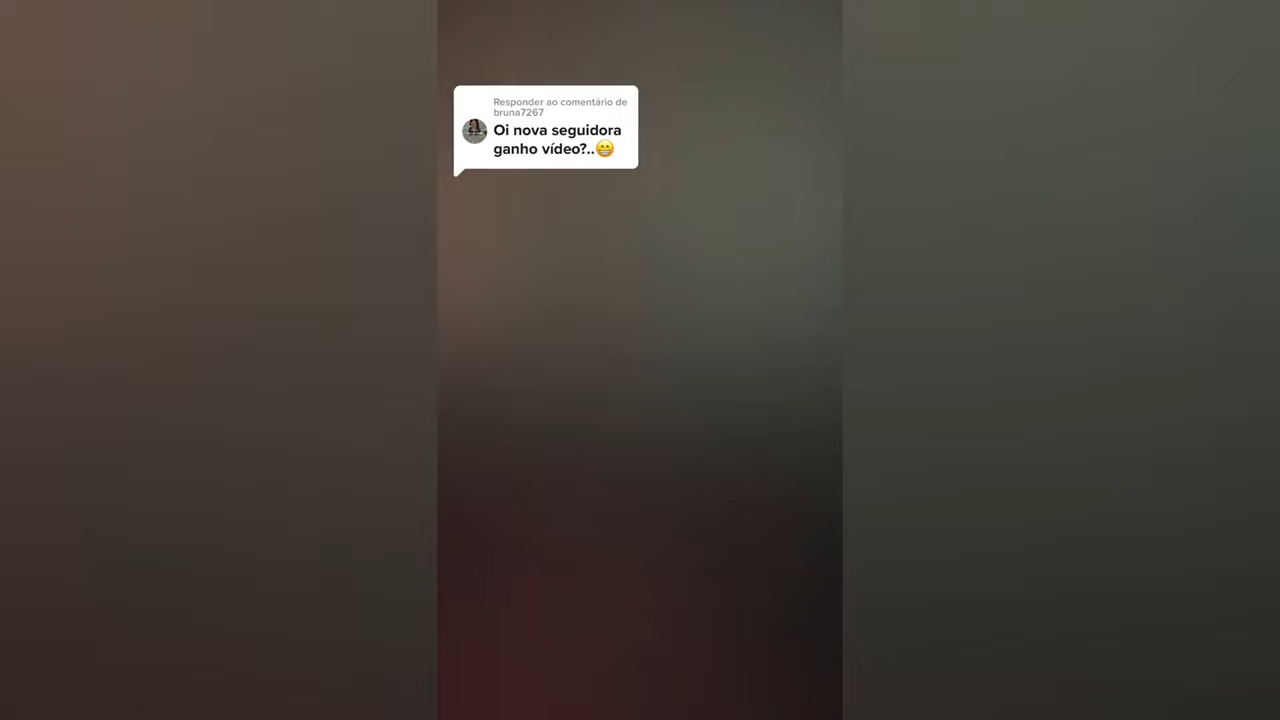 Responder ao comentário de
bruna7267
Oi nova seguidora
ganho vídeo?..😁